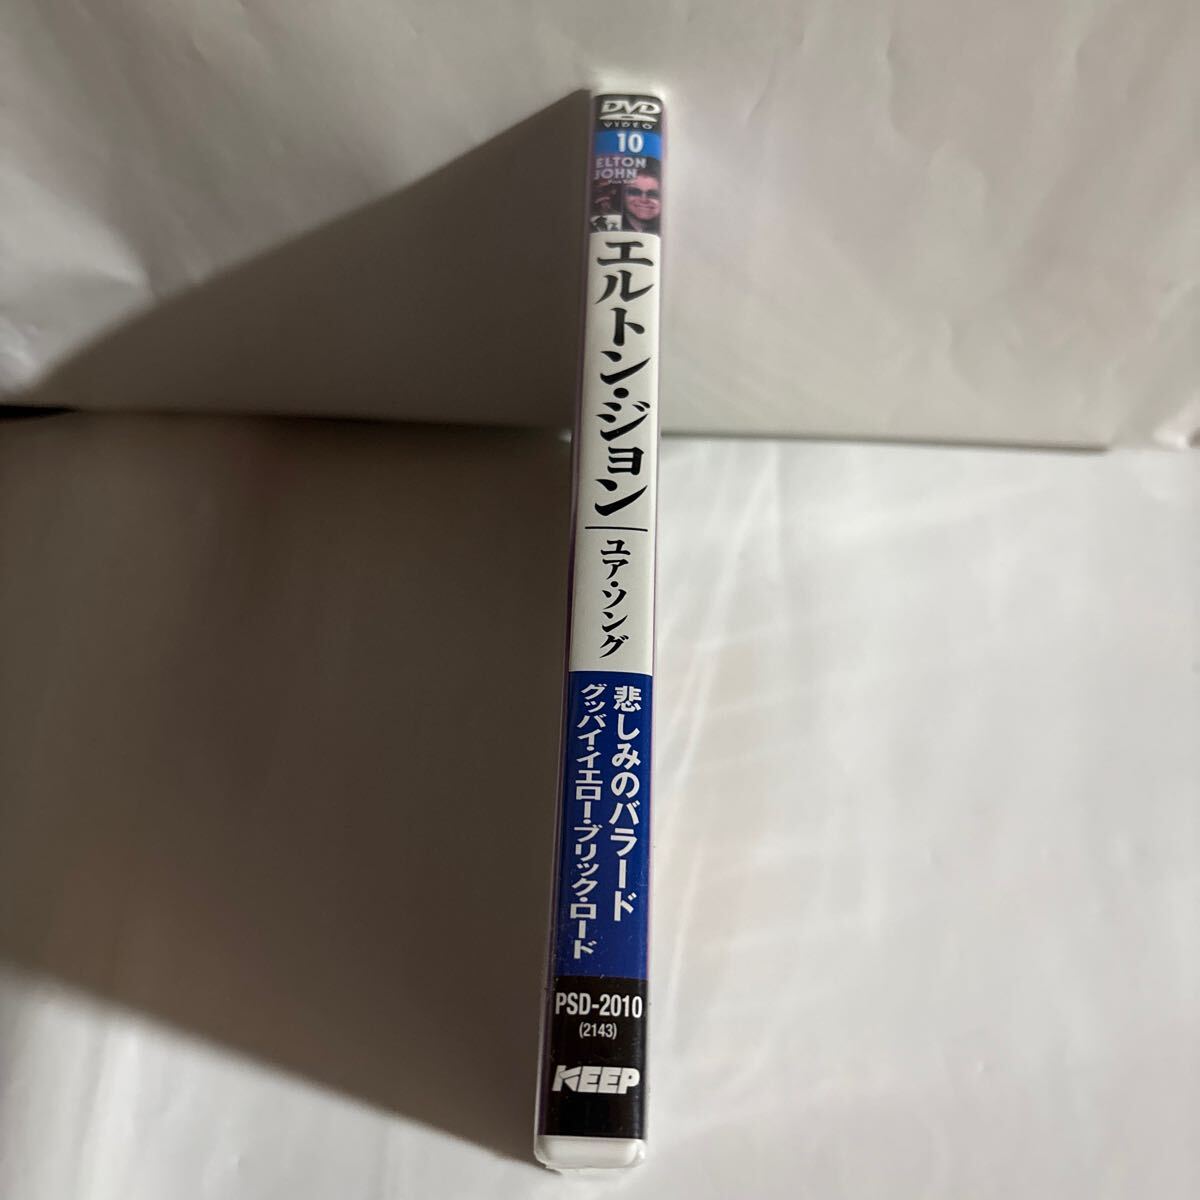 DVD
VIDEO
10
ELTON
JOHN
エルトン・ジョン
ユア・ソング
悲しみのバラード
グッバイ・イエロー・ブリック・ロード
PSD-2010
(2143)
KEEP